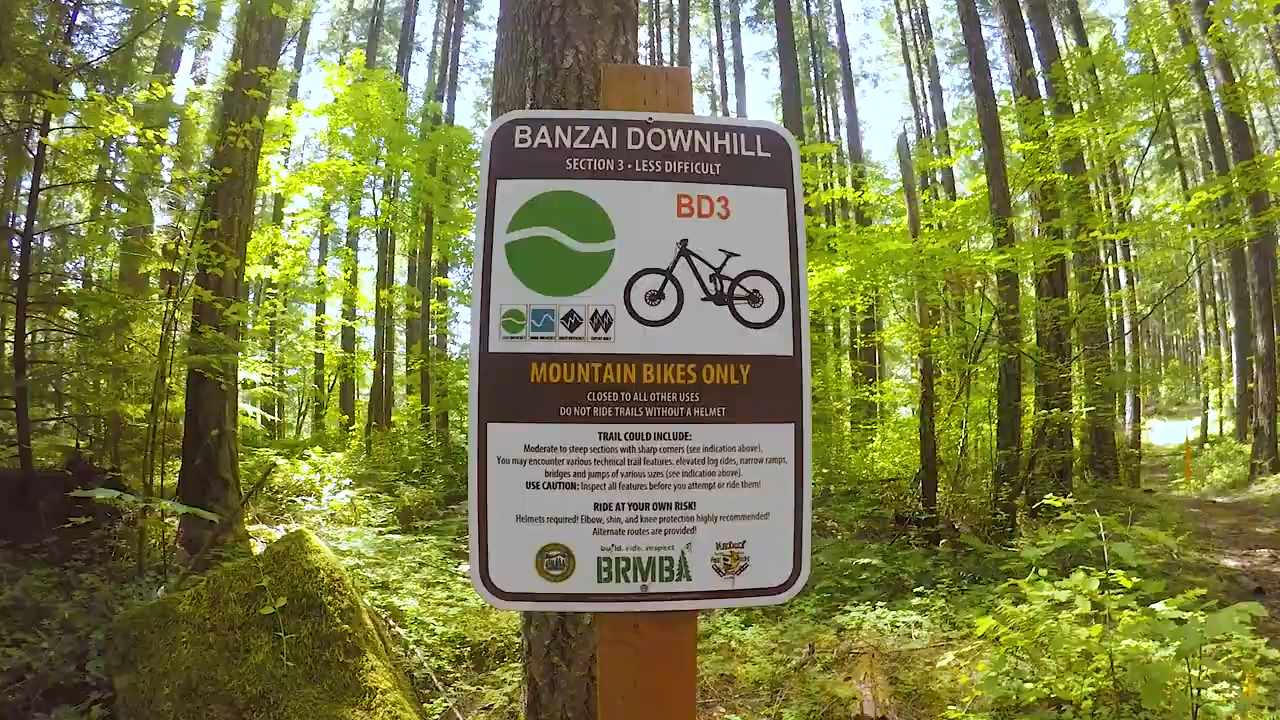 BANZAI DOWNHILL
SECTION 3 - LESS DIFFICULT
BD3
MOUNTAIN BIKES ONLY
CLOSED TO ALL OTHER USES
DO NOT RIDE TRAILS WITHOUT A HELMET
TRAIL COULD INCLUDE:
Moderate to steep sections with sharp corners (see indication above).
You may encounter various technical trail features: elevated log rides, narrow ramps,
bridges and jumps of various sizes (see indication above).
USE CAUTION: Inspect all features before you attempt or ride them!
RIDE AT YOUR OWN RISK!
Helmets required! Elbow, shin, and knee protection highly recommended!
Alternate routes are provided!
build. ride. respect
BRMBA